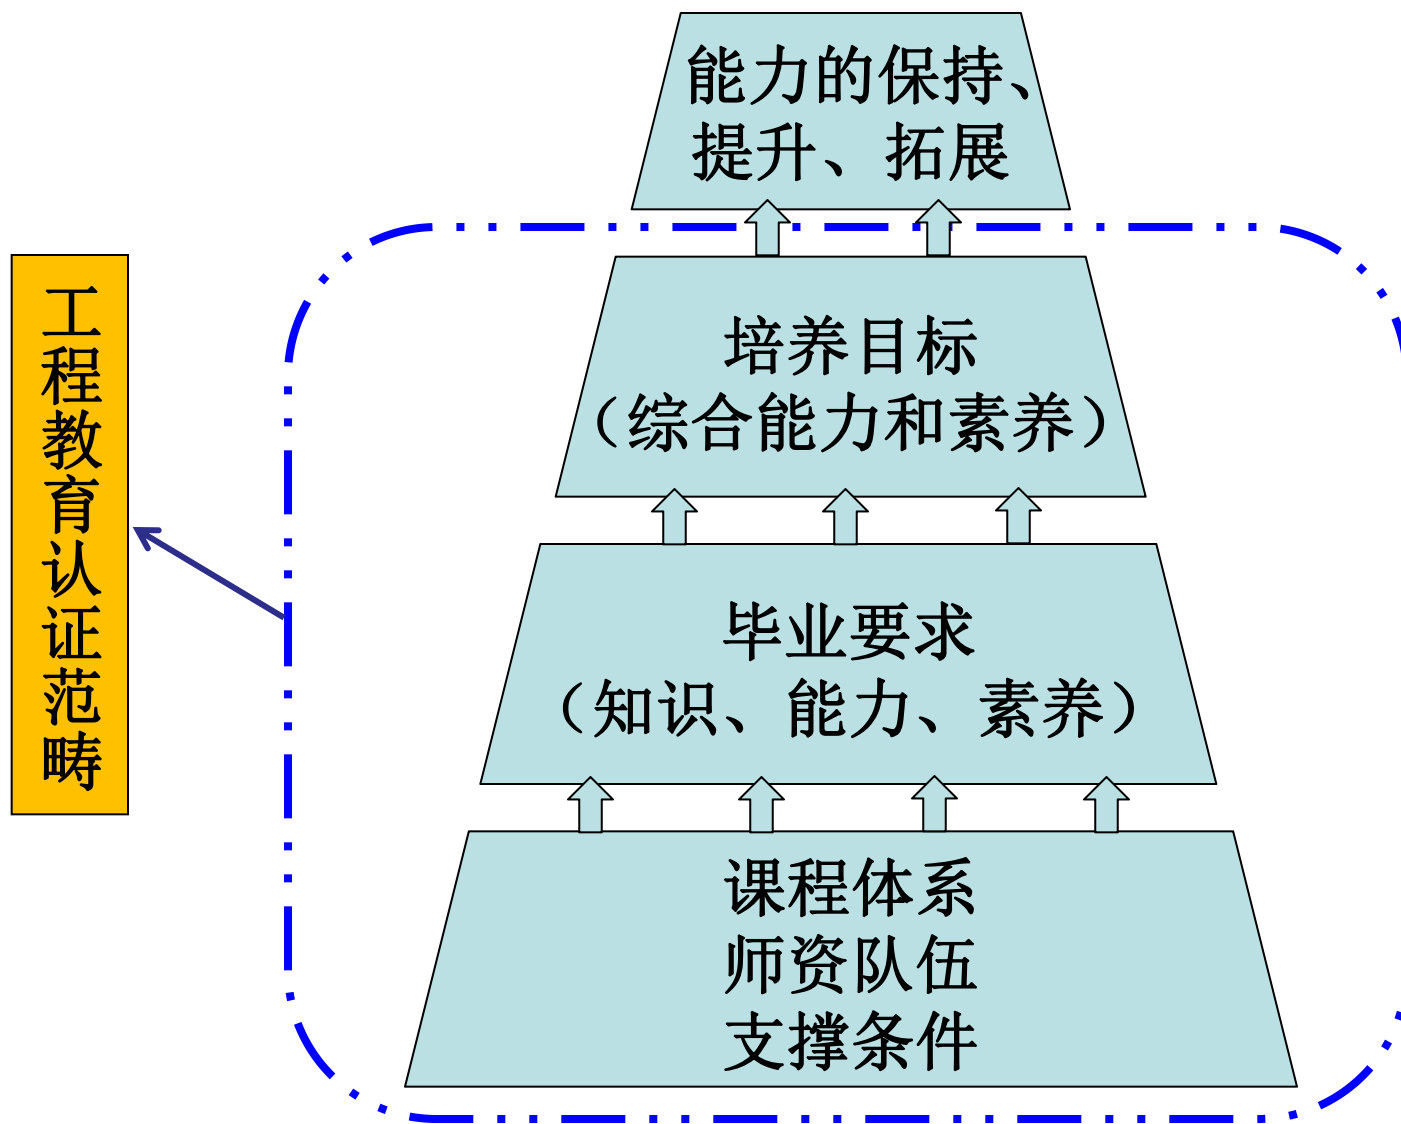 能力的保持、
提升、拓展
培养目标
（综合能力和素养）
毕业要求
（知识、能力、素养）
课程体系
师资队伍
支撑条件
工程教育认证范畴